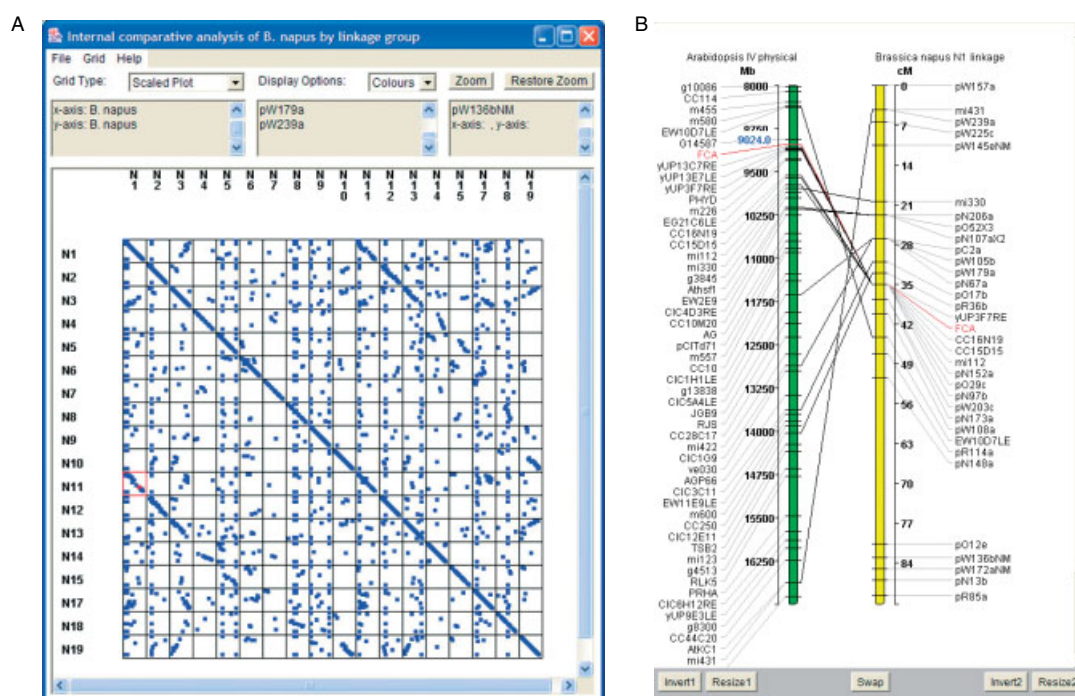 A
Internal comparative analysis of B. napus by linkage group
File Grid Help
Grid Type: Scaled Plot Display Options: Colours Zoom Restore Zoom
x-axis: B. napus
y-axis: B. napus
pW179a
pW239a
pW136bNM
x-axis: , y-axis:
N1 N2 N3 N4 N5 N6 N7 N8 N9 N10 N11 N12 N13 N14 N15 N17 N18 N19
N1
N2
N3
N4
N5
N6
N7
N8
N9
N10
N11
N12
N13
N14
N15
N17
N18
N19
B
Arabidopsis IV physical
Mb
g10086
CC114
m455
m580
EW10D7LE
G14587
FCA
yUP13C7RE
yUP13E7LE
yUP3F7RE
PHYD
m226
EG21C6LE
CC16N19
CC15D15
mi112
mi330
g3845
Athsf1
EW2E9
CIC4D3RE
CC10M20
AG
pCITd71
m557
CC10
CIC1H1LE
g13838
CIC5A4LE
JGB9
RJS
CC28C17
mi422
CIC1G9
ve030
AGP66
CIC3C11
EW11E9LE
m600
CC250
CIC12E11
TSB2
mi123
g4513
RLK5
PRHA
CIC6H12RE
yUP9E3LE
g8300
CC44C20
AtKC1
mi431
8000
8750
9024.0
9500
10250
11000
11750
12500
13250
14000
14750
15500
16250
Brassica napus N1 linkage
cM
0
7
14
21
28
35
42
49
56
63
70
77
84
pW157a
mi431
pW239a
pW225c
pW145eNM
mi330
pN206a
pO52X3
pN107aX2
pC2a
pW105b
pW179a
pN67a
pO17b
pR36b
yUP3F7RE
FCA
CC16N19
CC15D15
mi112
pN152a
pO29c
pN97b
pW203c
pN173a
pW108a
EW10D7LE
pR114a
pN148a
pO12e
pW136bNM
pW172aNM
pN13b
pR85a
Invert1 Resize1 Swap Invert2 Resize2